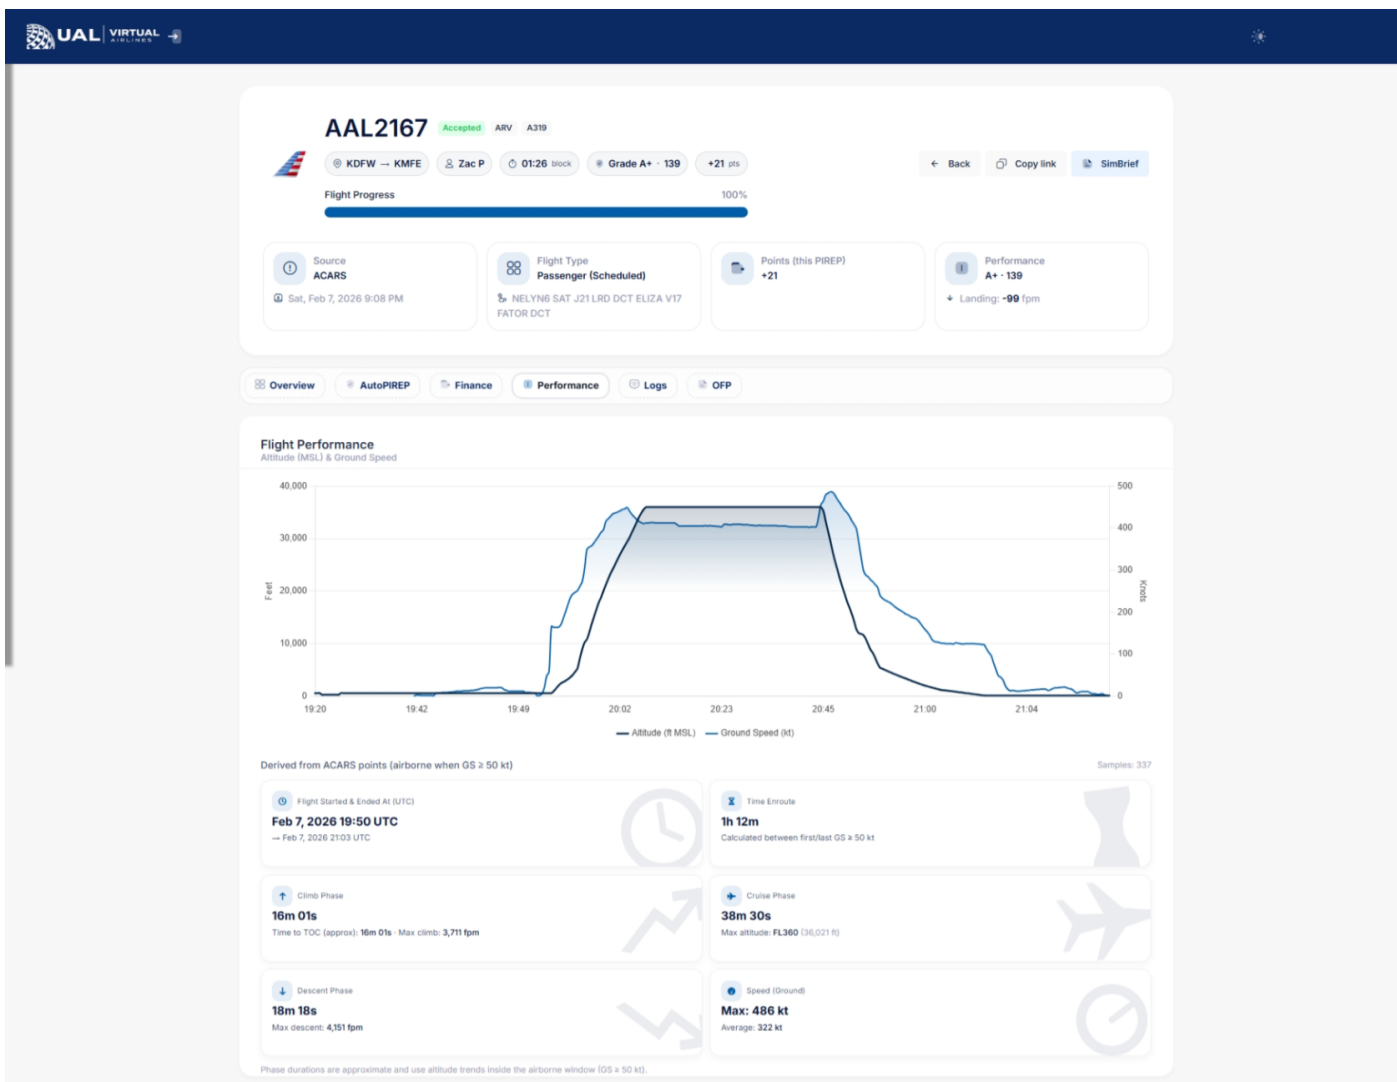 UAL VIRTUAL AIRLINES
AAL2167 Accepted ARV A319
KDFW → KMFE Zac P 01:26 block Grade A+ · 139 +21 pts
← Back Copy link SimBrief
Flight Progress 100%
Source
ACARS
Sat, Feb 7, 2026 9:08 PM
Flight Type
Passenger (Scheduled)
NELYN6 SAT J21 LRD DCT ELIZA V17
FATOR DCT
Points (this PIREP)
+21
Performance
A+ · 139
Landing: -99 fpm
Overview AutoPIREP Finance Performance Logs OFP
Flight Performance
Altitude (MSL) & Ground Speed
40,000 500
400
30,000
300
Feet Knots
20,000
200
10,000
100
0 0
19:20 19:42 19:49 20:02 20:23 20:45 21:00 21:04
Altitude (ft MSL) Ground Speed (kt)
Derived from ACARS points (airborne when GS ≥ 50 kt) Samples: 337
Flight Started & Ended At (UTC)
Feb 7, 2026 19:50 UTC
→ Feb 7, 2026 21:03 UTC
Time Enroute
1h 12m
Calculated between first/last GS ≥ 50 kt
Climb Phase
16m 01s
Time to TOC (approx): 16m 01s · Max climb: 3,711 fpm
Cruise Phase
38m 30s
Max altitude: FL360 (36,021 ft)
Descent Phase
18m 18s
Max descent: 4,151 fpm
Speed (Ground)
Max: 486 kt
Average: 322 kt
Phase durations are approximate and use altitude trends inside the airborne window (GS ≥ 50 kt).